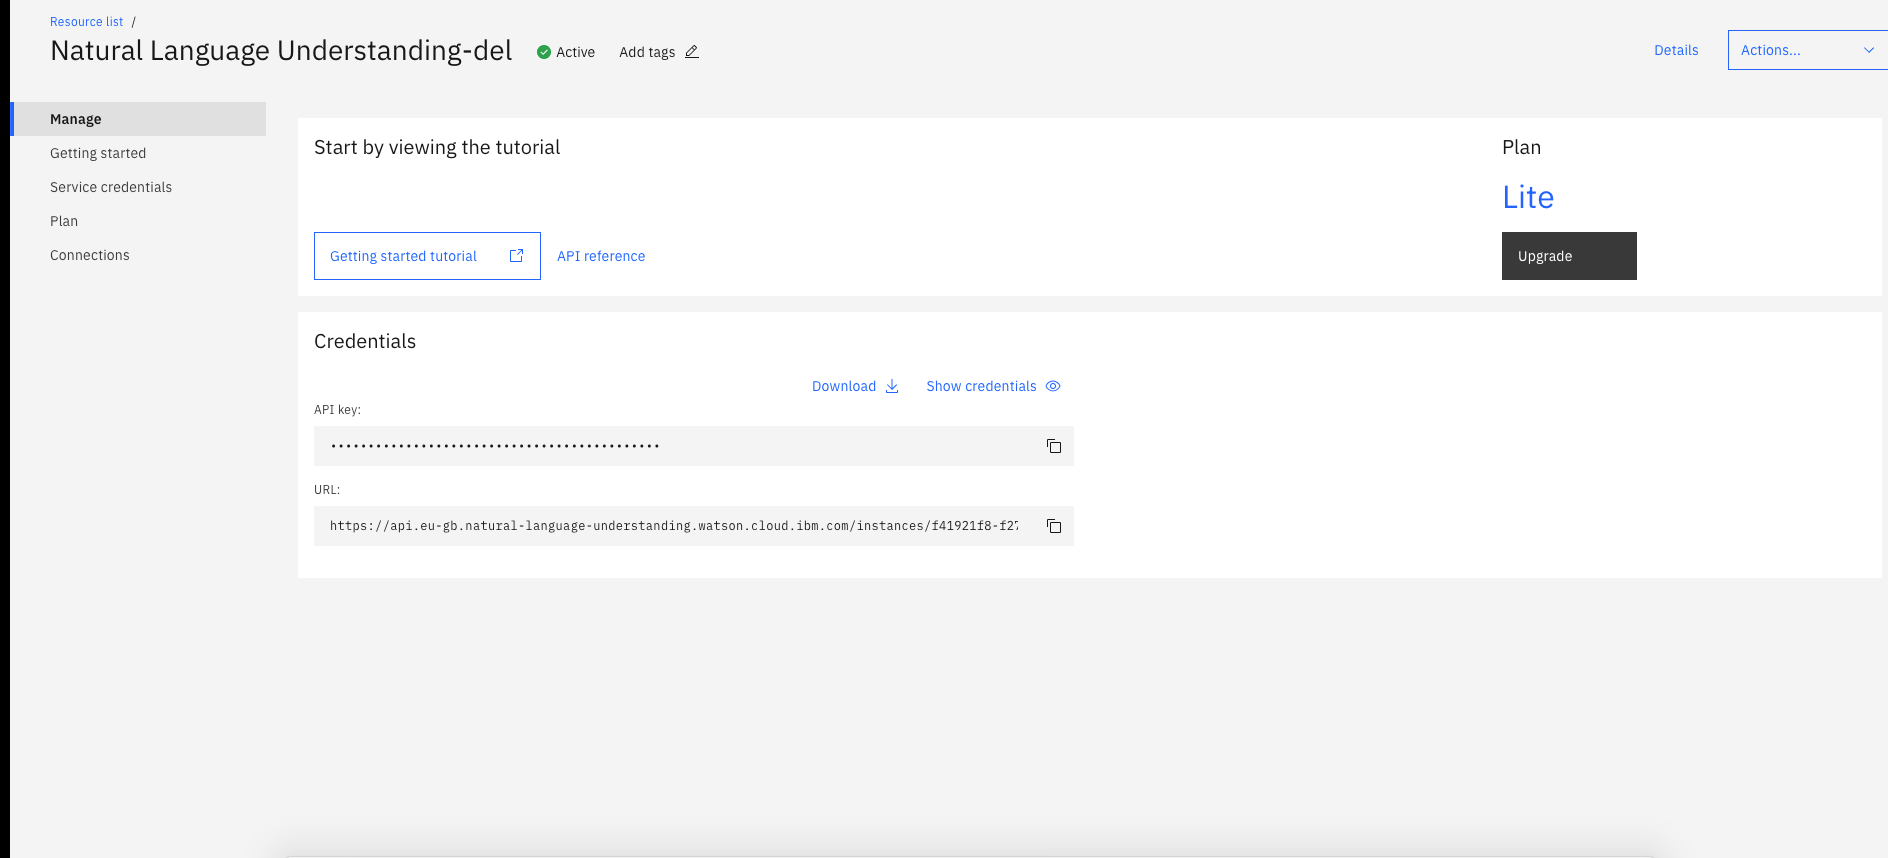 Resource list /
Natural Language Understanding-del Active Add tags
Details Actions...
Manage
Getting started
Service credentials
Plan
Connections
Start by viewing the tutorial
Getting started tutorial API reference
Plan
Lite
Upgrade
Credentials
Download Show credentials
API key:
••••••••••••••••••••••••••••••••••••••••••••
URL:
https://api.eu-gb.natural-language-understanding.watson.cloud.ibm.com/instances/f41921f8-f27